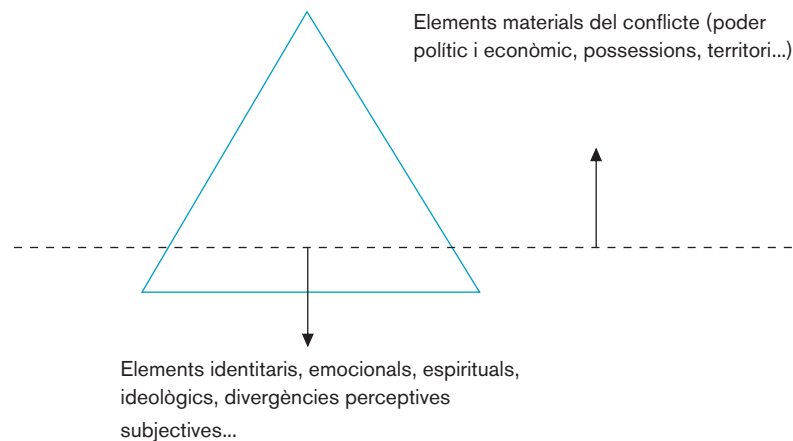 Elements materials del conflicte (poder
polític i econòmic, possessions, territori...)
Elements identitaris, emocionals, espirituals,
ideològics, divergències perceptives
subjectives...